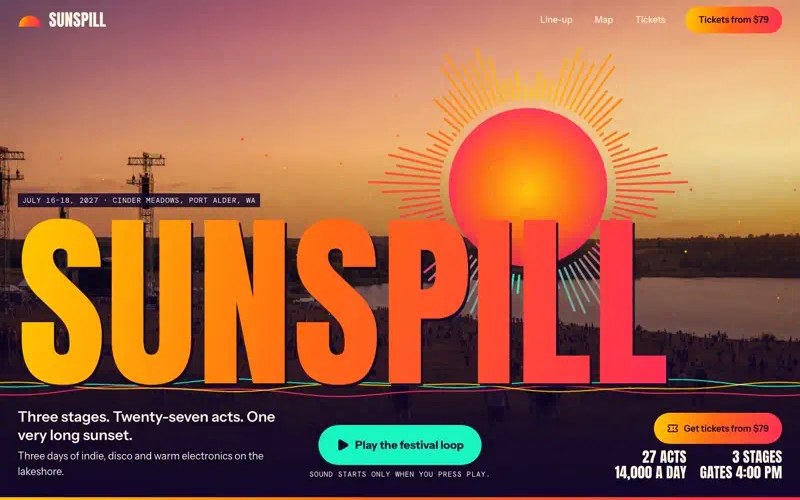 SUNSPILL
Line-up
Map
Tickets
Tickets from $79
JULY 16–18, 2027 · CINDER MEADOWS, PORT ALDER, WA
SUNSPILL
Three stages. Twenty-seven acts. One
very long sunset.
Three days of indie, disco and warm electronics on the
lakeshore.
Play the festival loop
SOUND STARTS ONLY WHEN YOU PRESS PLAY.
Get tickets from $79
27 ACTS
3 STAGES
14,000 A DAY
GATES 4:00 PM